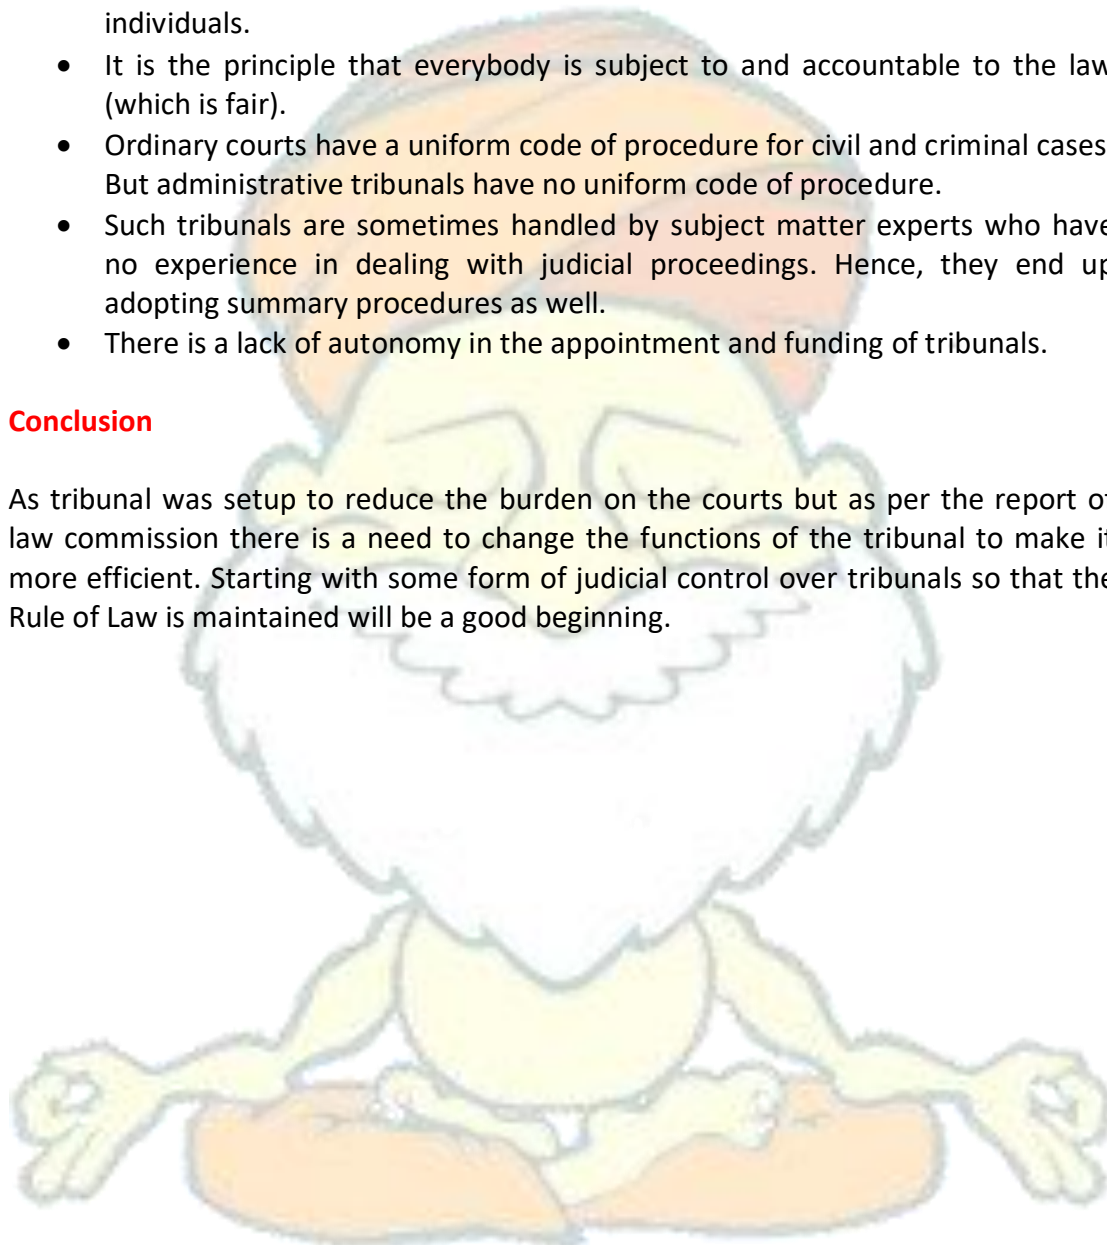 individuals.
• It is the principle that everybody is subject to and accountable to the law
(which is fair).
• Ordinary courts have a uniform code of procedure for civil and criminal cases
But administrative tribunals have no uniform code of procedure.
• Such tribunals are sometimes handled by subject matter experts who have
no experience in dealing with judicial proceedings. Hence, they end up
adopting summary procedures as well.
• There is a lack of autonomy in the appointment and funding of tribunals.
Conclusion
As tribunal was setup to reduce the burden on the courts but as per the report of
law commission there is a need to change the functions of the tribunal to make it
more efficient. Starting with some form of judicial control over tribunals so that the
Rule of Law is maintained will be a good beginning.